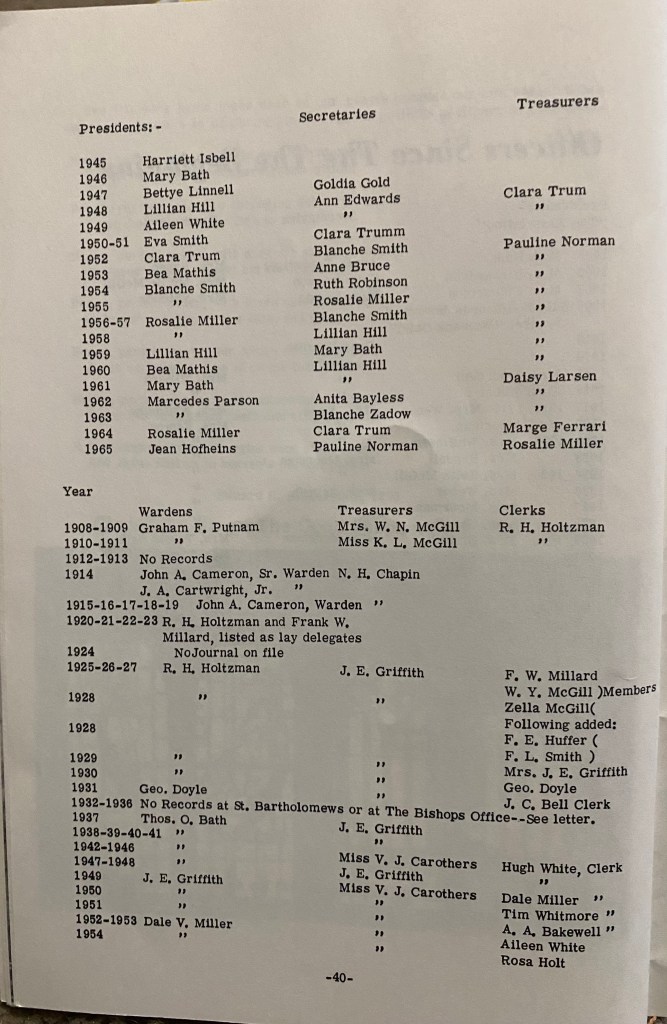 Presidents:- Secretaries Treasurers
1945 Harriett Isbell
1946 Mary Bath
1947 Bettye Linnell Goldia Gold
1948 Lillian Hill Ann Edwards Clara Trum
1949 Aileen White " "
1950-51 Eva Smith Clara Trumm
1952 Clara Trum Blanche Smith Pauline Norman
1953 Bea Mathis Anne Bruce "
1954 Blanche Smith Ruth Robinson "
1955 " Rosalie Miller "
1956-57 Rosalie Miller Blanche Smith "
1958 " Lillian Hill "
1959 Lillian Hill Mary Bath "
1960 Bea Mathis Lillian Hill "
1961 Mary Bath " Daisy Larsen
1962 Marcedes Parson Anita Bayless "
1963 " Blanche Zadow "
1964 Rosalie Miller Clara Trum Marge Ferrari
1965 Jean Hofheins Pauline Norman Rosalie Miller
Year
Wardens Treasurers Clerks
1908-1909 Graham F. Putnam Mrs. W. N. McGill R. H. Holtzman
1910-1911 " Miss K. L. McGill "
1912-1913 No Records
1914 John A. Cameron, Sr. Warden N. H. Chapin
J. A. Cartwright, Jr. "
1915-16-17-18-19 John A. Cameron, Warden "
1920-21-22-23 R. H. Holtzman and Frank W.
Millard, listed as lay delegates
1924 NoJournal on file
1925-26-27 R. H. Holtzman J. E. Griffith F. W. Millard
W. Y. McGill )Members
1928 " " Zella McGill(
1928 Following added:
F. E. Huffer (
1929 " " F. L. Smith )
1930 " " Mrs. J. E. Griffith
1931 Geo. Doyle " Geo. Doyle
J. C. Bell Clerk
1932-1936 No Records at St. Bartholomews or at The Bishops Office--See letter.
1937 Thos. O. Bath J. E. Griffith
1938-39-40-41 " "
1942-1946 " Miss V. J. Carothers Hugh White, Clerk
1947-1948 " J. E. Griffith "
1949 J. E. Griffith Miss V. J. Carothers Dale Miller "
1950 " " Tim Whitmore "
1951 " " A. A. Bakewell "
1952-1953 Dale V. Miller " Aileen White
1954 " " Rosa Holt
-40-